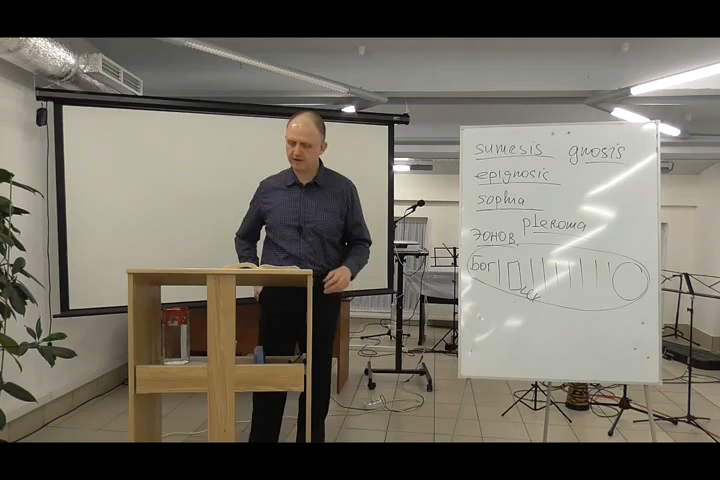 sunesis gnosis
epignosis
sophia
pleroma
эонов
Бог